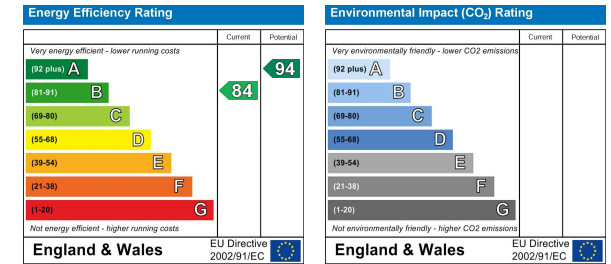 Energy Efficiency Rating
Current Potential
Very energy efficient - lower running costs
(92 plus) A
(81-91) B
(69-80) C
(55-68) D
(39-54) E
(21-38) F
(1-20) G
84
94
Not energy efficient - higher running costs
England & Wales
EU Directive
2002/91/EC
Environmental Impact (CO2) Rating
Current Potential
Very environmentally friendly - lower CO2 emissions
(92 plus) A
(81-91) B
(69-80) C
(55-68) D
(39-54) E
(21-38) F
(1-20) G
Not environmentally friendly - higher CO2 emissions
England & Wales
EU Directive
2002/91/EC